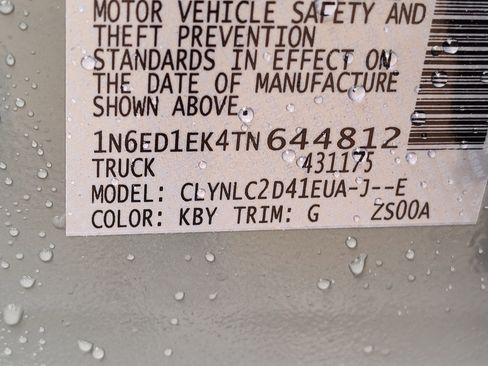 MOTOR VEHICLE SAFETY AND
THEFT PREVENTION
STANDARDS IN EFFECT ON
THE DATE OF MANUFACTURE
SHOWN ABOVE.
1N6ED1EK4TN644812
TRUCK 431175
MODEL: CLYNLC2D41EUA-J--E
COLOR: KBY TRIM: G ZS00A